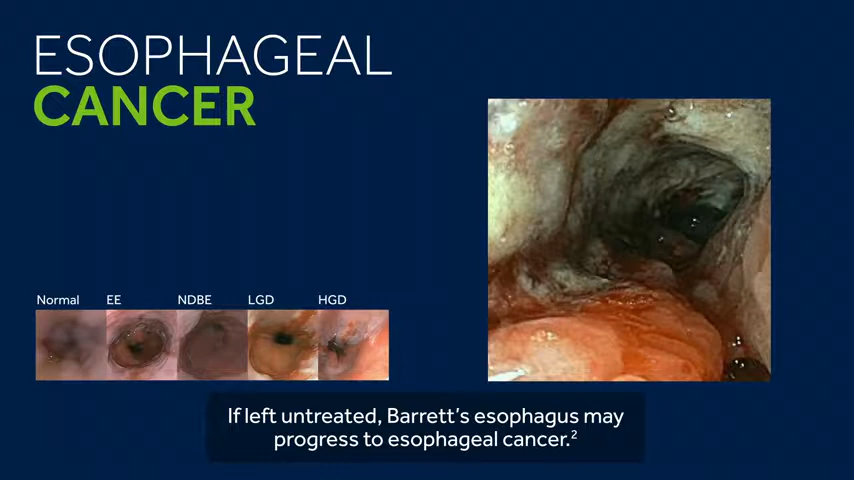 ESOPHAGEAL
CANCER
Normal EE NDBE LGD HGD
If left untreated, Barrett’s esophagus may
progress to esophageal cancer.²